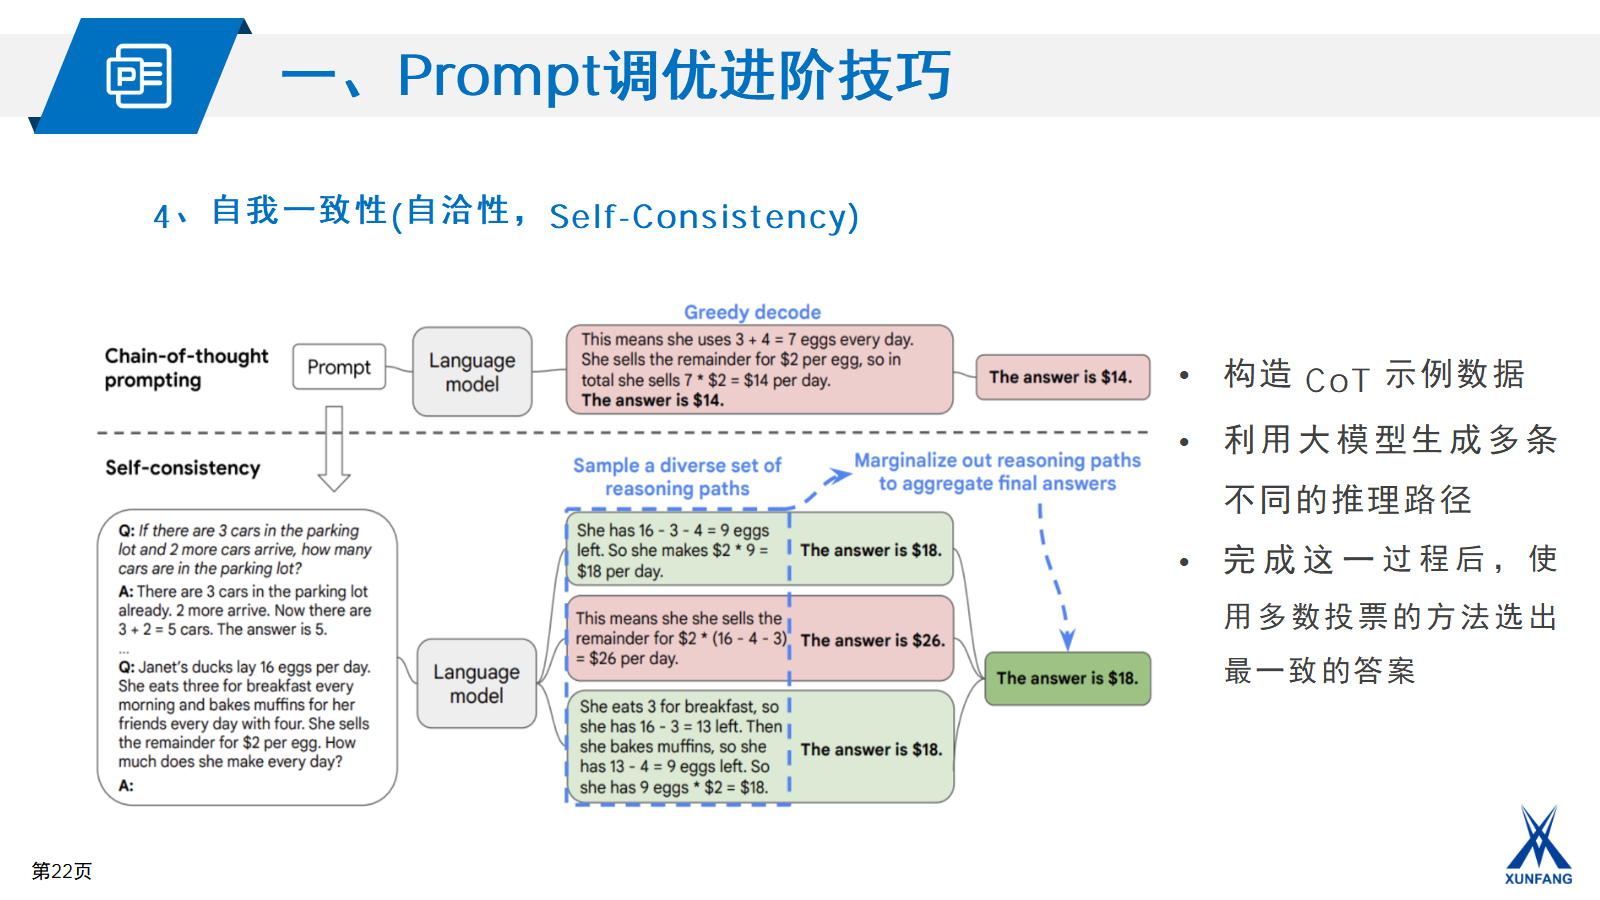 一、Prompt调优进阶技巧
4、自我一致性(自洽性，Self-Consistency)
Greedy decode
Chain-of-thought
prompting
Prompt
Language
model
This means she uses 3 + 4 = 7 eggs every day.
She sells the remainder for $2 per egg, so in
total she sells 7 * $2 = $14 per day.
The answer is $14.
The answer is $14.
Self-consistency
Sample a diverse set of
reasoning paths
Marginalize out reasoning paths
to aggregate final answers
Q: If there are 3 cars in the parking
lot and 2 more cars arrive, how many
cars are in the parking lot?
A: There are 3 cars in the parking lot
already. 2 more arrive. Now there are
3 + 2 = 5 cars. The answer is 5.
...
Q: Janet's ducks lay 16 eggs per day.
She eats three for breakfast every
morning and bakes muffins for her
friends every day with four. She sells
the remainder for $2 per egg. How
much does she make every day?
A:
Language
model
She has 16 - 3 - 4 = 9 eggs
left. So she makes $2 * 9 =
$18 per day.
The answer is $18.
This means she she sells the
remainder for $2 * (16 - 4 - 3)
= $26 per day.
The answer is $26.
She eats 3 for breakfast, so
she has 16 - 3 = 13 left. Then
she bakes muffins, so she
has 13 - 4 = 9 eggs left. So
she has 9 eggs * $2 = $18.
The answer is $18.
The answer is $18.
• 构造 CoT 示例数据
• 利用大模型生成多条
不同的推理路径
• 完成这一过程后，使
用多数投票的方法选出
最一致的答案
第22页
XUNFANG